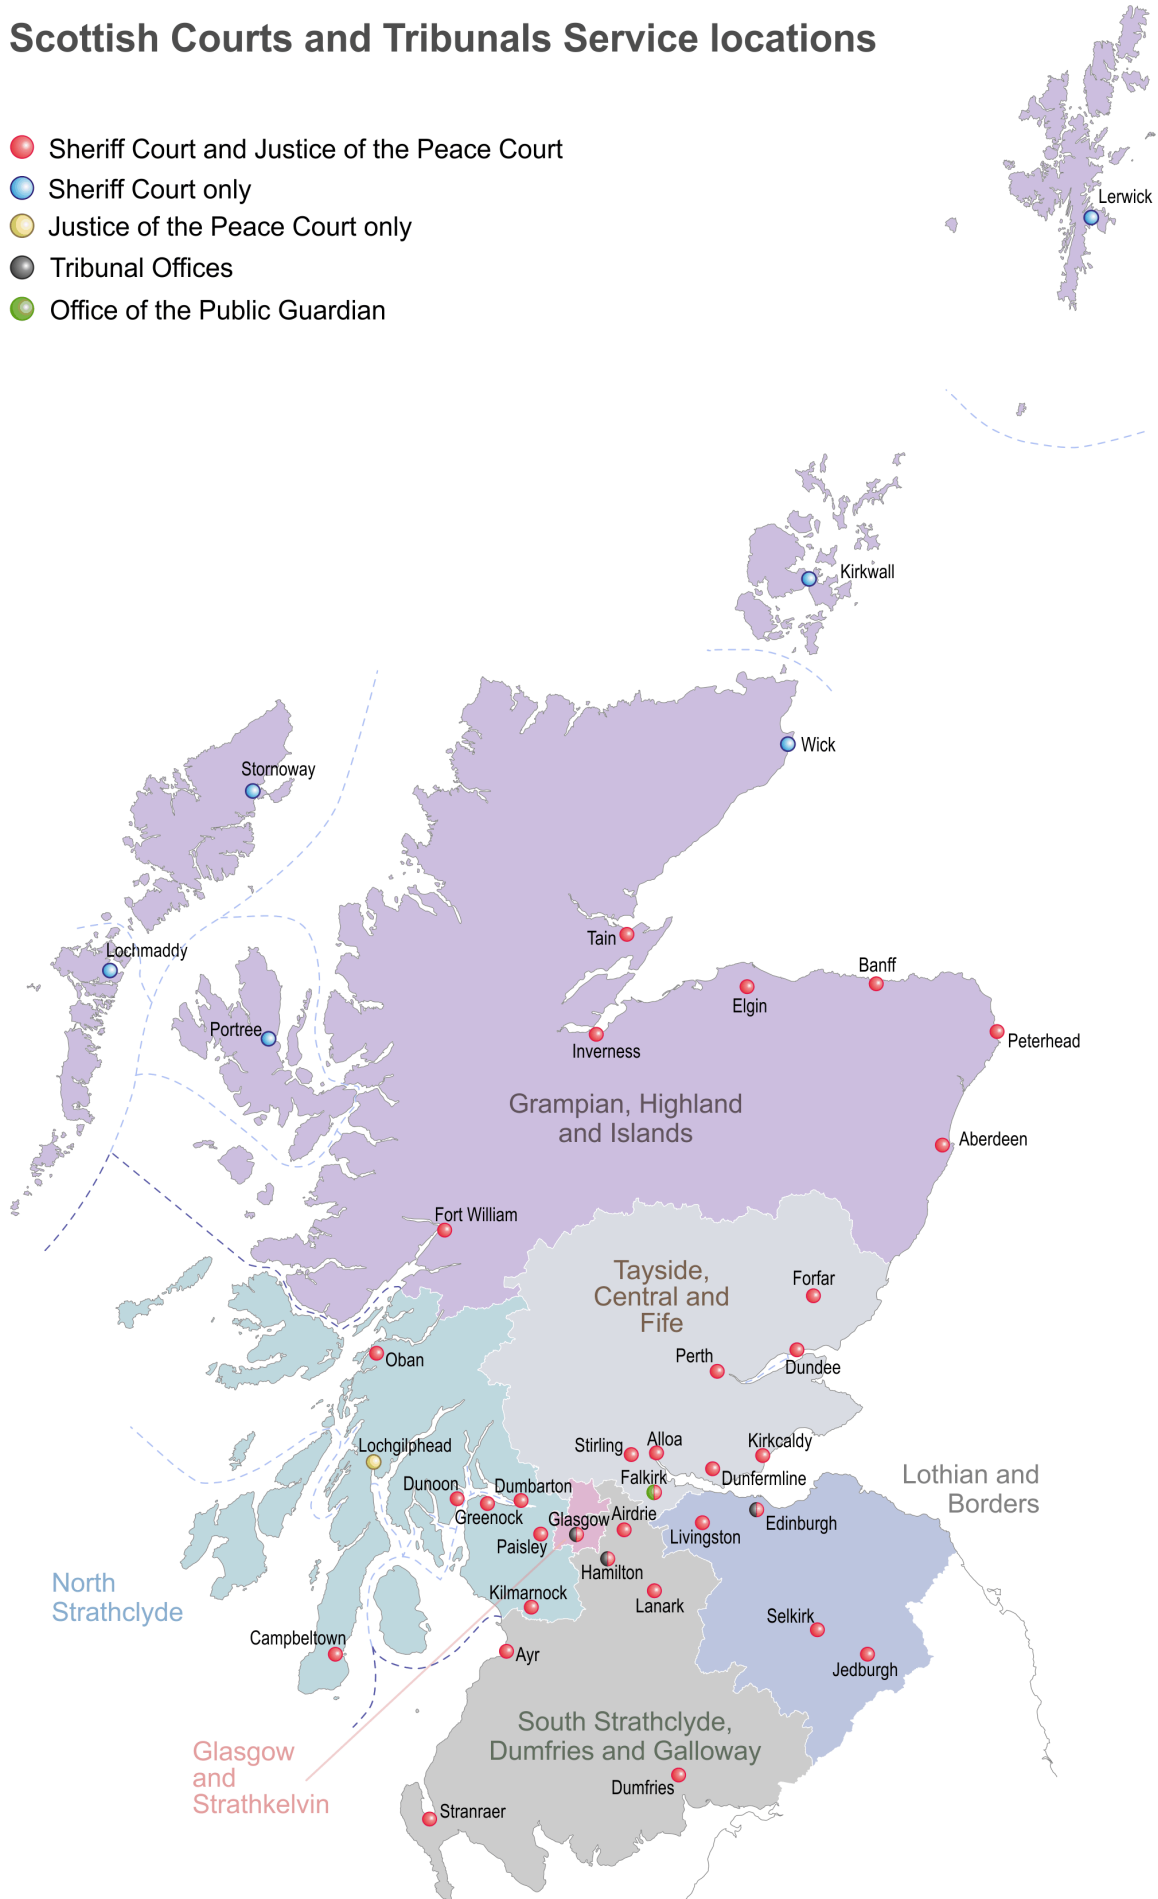 Scottish Courts and Tribunals Service locations
Sheriff Court and Justice of the Peace Court
Sheriff Court only
Justice of the Peace Court only
Tribunal Offices
Office of the Public Guardian
Lerwick
Kirkwall
Wick
Stornoway
Lochmaddy
Portree
Tain
Banff
Elgin
Inverness
Peterhead
Grampian, Highland
and Islands
Aberdeen
Fort William
Tayside,
Central and
Fife
Forfar
Perth
Dundee
Oban
Stirling
Alloa
Kirkcaldy
Lochgilphead
Falkirk
Dunfermline
Lothian and
Borders
Dunoon
Dumbarton
Greenock
Glasgow
Airdrie
Edinburgh
Livingston
Paisley
Hamilton
North
Strathclyde
Kilmarnock
Lanark
Selkirk
Campbeltown
Ayr
Jedburgh
South Strathclyde,
Dumfries and Galloway
Glasgow
and
Strathkelvin
Dumfries
Stranraer